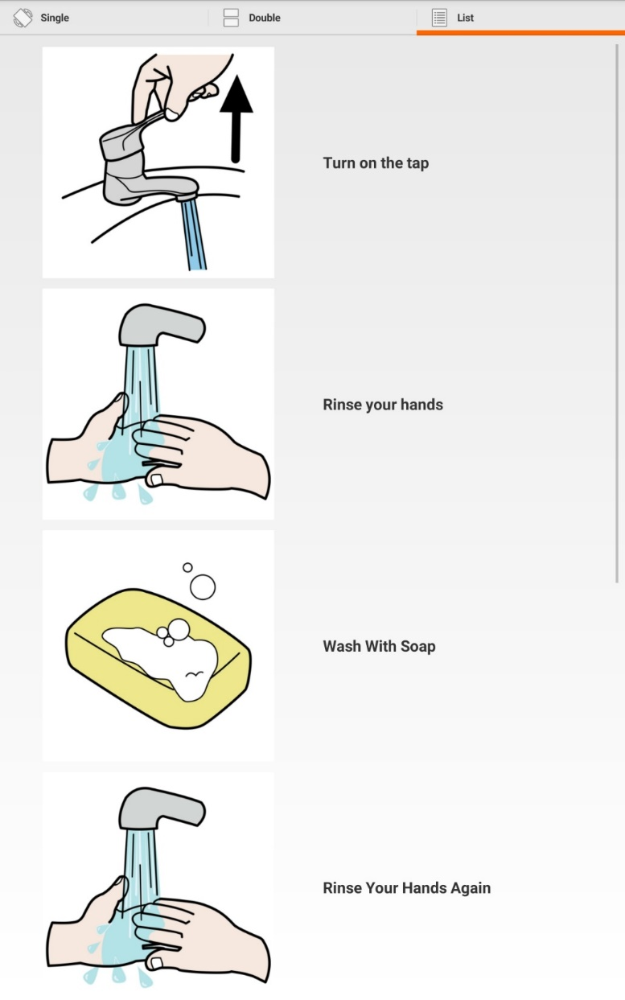 Single
Double
List
Turn on the tap
Rinse your hands
Wash With Soap
Rinse Your Hands Again